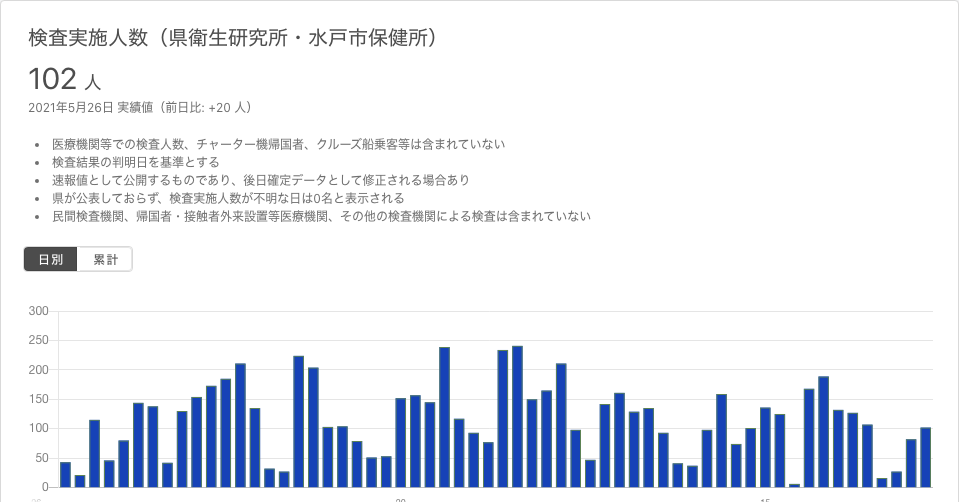 検査実施人数（県衛生研究所・水戸市保健所）
102 人
2021年5月26日 実績値（前日比: +20 人）
医療機関等での検査人数、チャーター機帰国者、クルーズ船乗客等は含まれていない
検査結果の判明日を基準とする
速報値として公開するものであり、後日確定データとして修正される場合あり
県が公表しておらず、検査実施人数が不明な日は0名と表示される
民間検査機関、帰国者・接触者外来設置等医療機関、その他の検査機関による検査は含まれていない
日別 累計
300
250
200
150
100
50
0